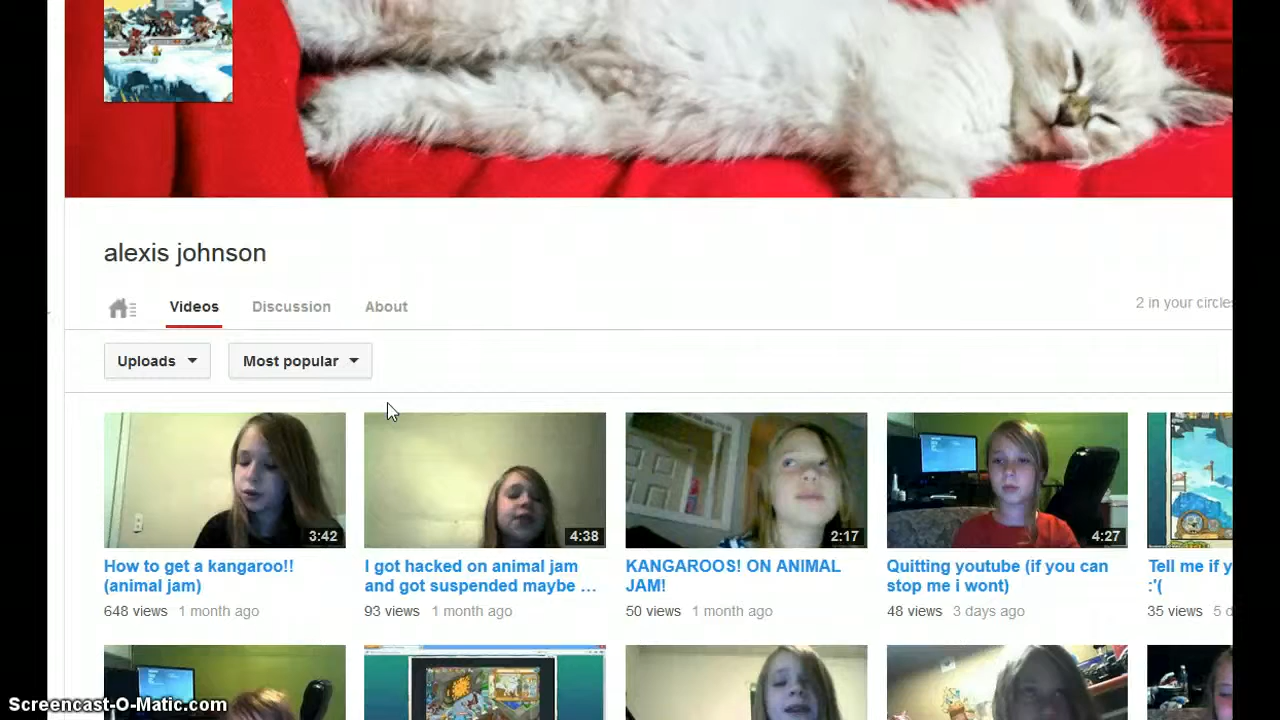 alexis johnson
Videos Discussion About
2 in your circles
Uploads Most popular
3:42 4:38 2:17 4:27
How to get a kangaroo!! (animal jam)
648 views 1 month ago
I got hacked on animal jam
and got suspended maybe ...
93 views 1 month ago
KANGAROOS! ON ANIMAL
JAM!
50 views 1 month ago
Quitting youtube (if you can
stop me i wont)
48 views 3 days ago
Tell me if y
:'(
35 views 5 d
Screencast-O-Matic.com